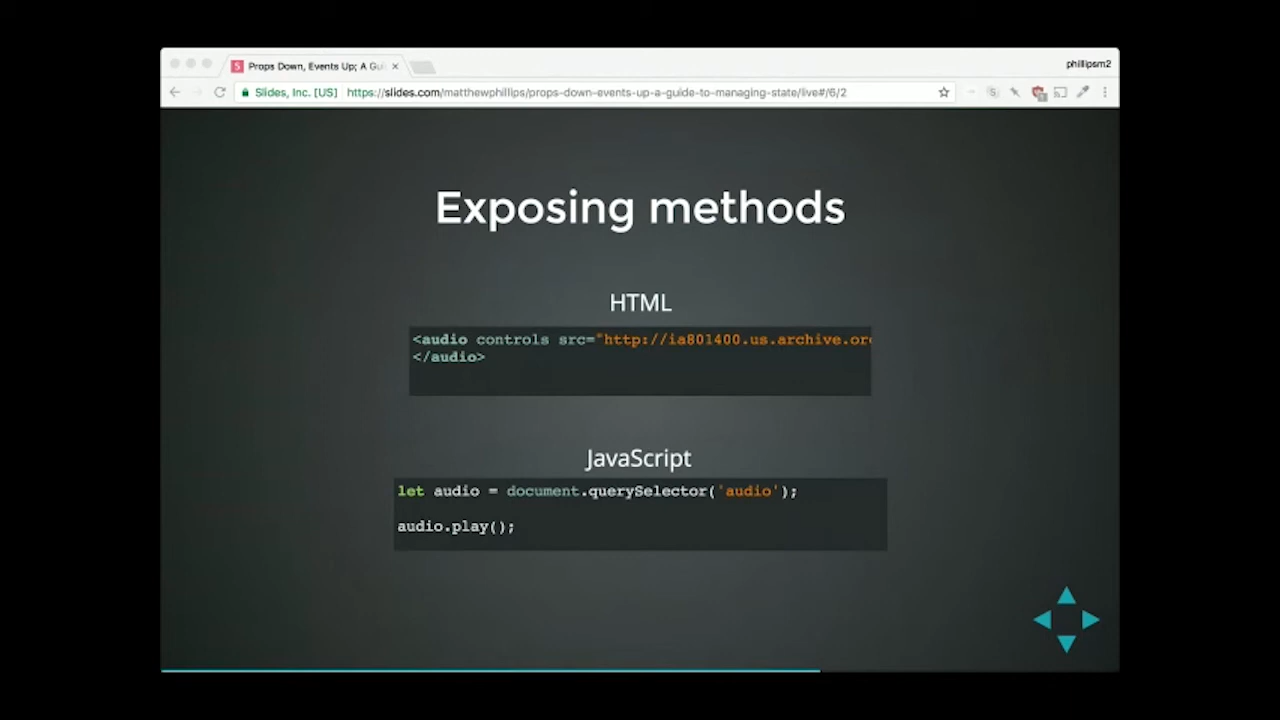 Props Down, Events Up; A Gui
phillipsm2
Slides, Inc. [US] https://slides.com/matthewphillips/props-down-events-up-a-guide-to-managing-state/live#/6/2
Exposing methods
HTML
<audio controls src="http://ia801400.us.archive.org
</audio>
JavaScript
let audio = document.querySelector('audio');
audio.play();